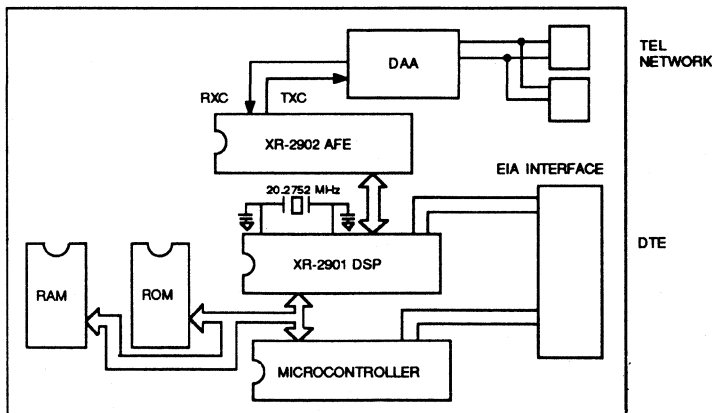 TEL
NETWORK
DAA
RXC
TXC
XR-2902 AFE
EIA INTERFACE
20.2752 MHz
DTE
XR-2901 DSP
RAM
ROM
MICROCONTROLLER